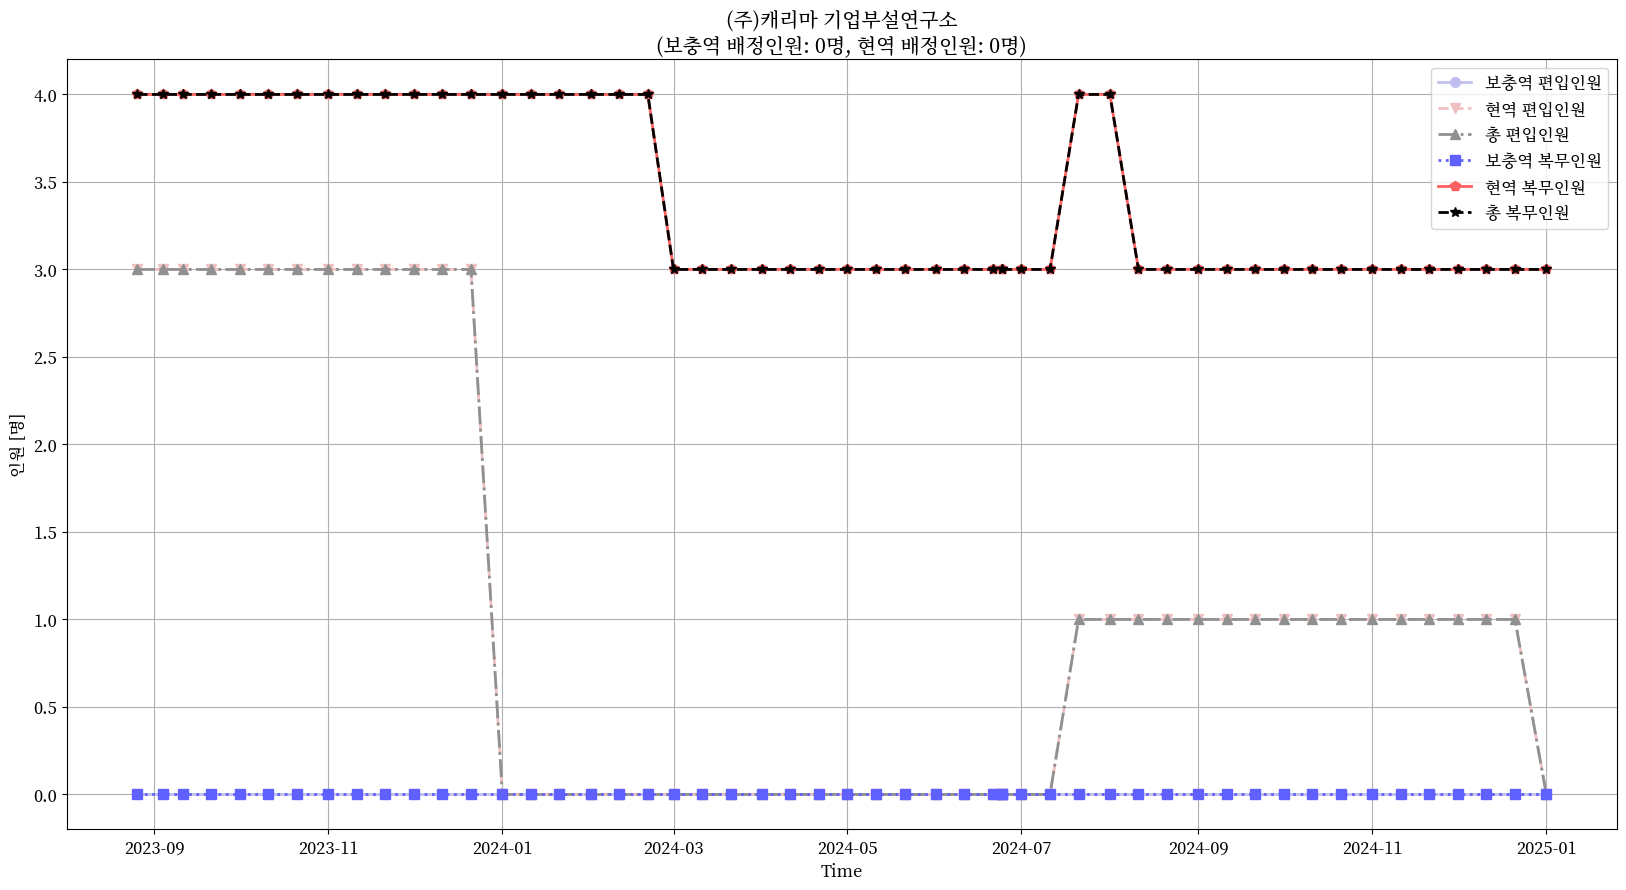 (주)캐리마 기업부설연구소
(보충역 배정인원: 0명, 현역 배정인원: 0명)
보충역 편입인원
현역 편입인원
총 편입인원
보충역 복무인원
현역 복무인원
총 복무인원
인원 [명]
4.0
3.5
3.0
2.5
2.0
1.5
1.0
0.5
0.0
2023-09
2023-11
2024-01
2024-03
2024-05
2024-07
2024-09
2024-11
2025-01
Time